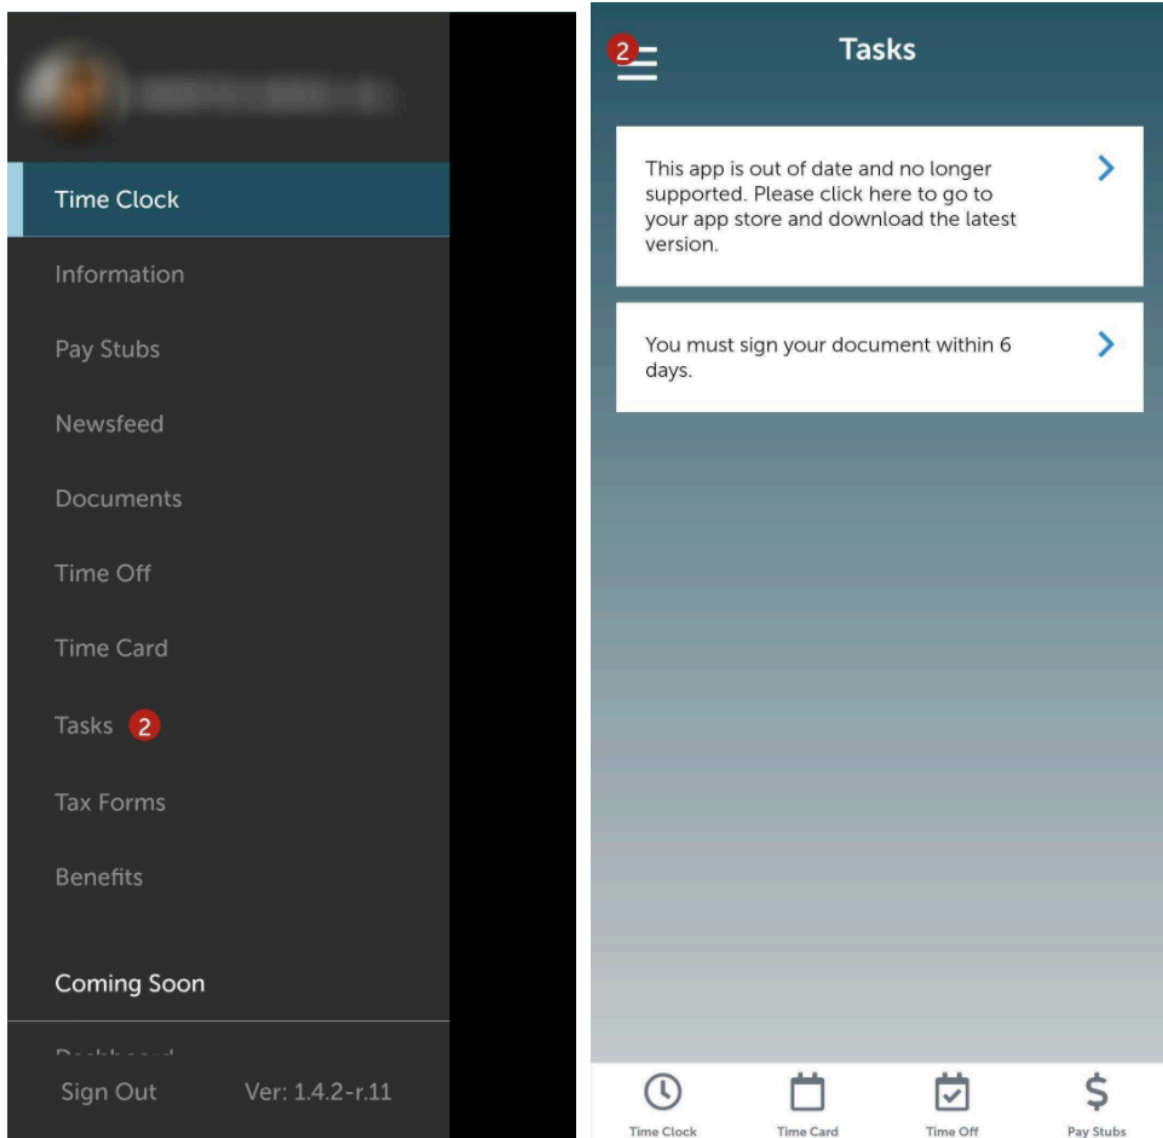 Time Clock
Information
Pay Stubs
Newsfeed
Documents
Time Off
Time Card
Tasks 2
Tax Forms
Benefits
Coming Soon
Sign Out Ver: 1.4.2-r.11
2
Tasks
This app is out of date and no longer
supported. Please click here to go to
your app store and download the latest
version.
You must sign your document within 6
days.
Time Clock Time Card Time Off Pay Stubs